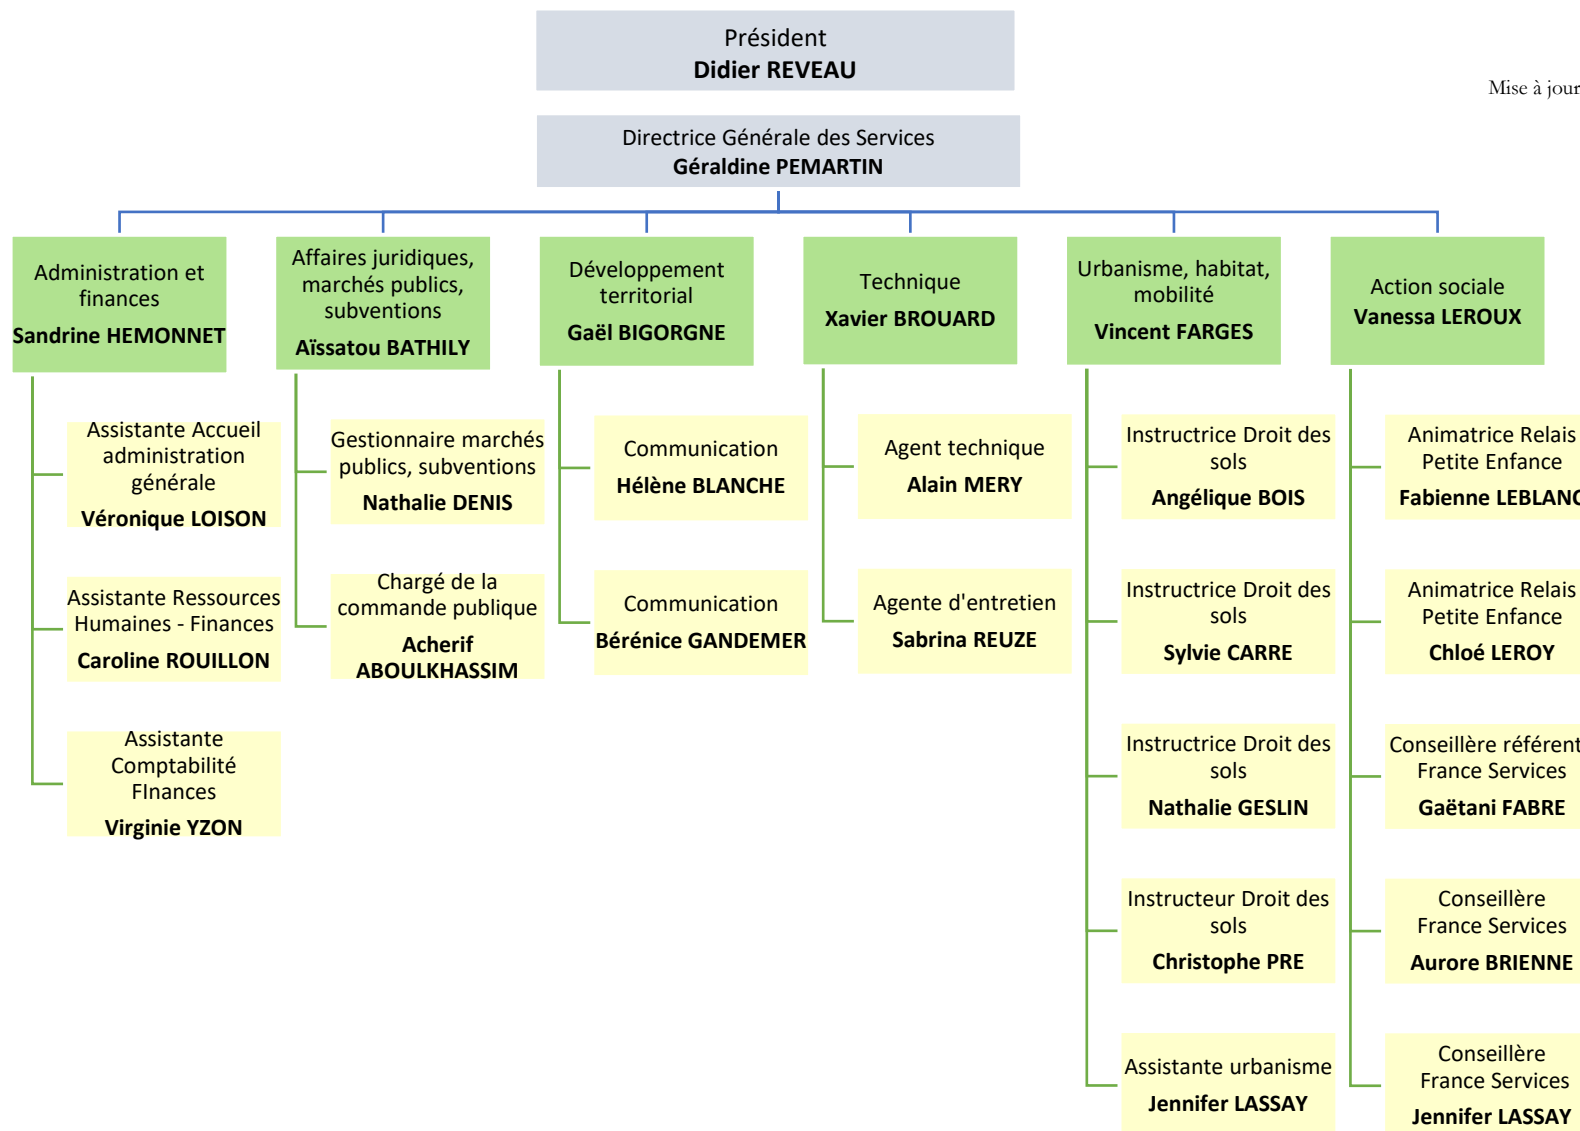 Président
Didier REVEAU
Mise à jour
Directrice Générale des Services
Géraldine PEMARTIN
Administration et
finances
Sandrine HEMONNET
Affaires juridiques,
marchés publics,
subventions
Aïssatou BATHILY
Développement
territorial
Gaël BIGORGNE
Technique
Xavier BROUARD
Urbanisme, habitat,
mobilité
Vincent FARGES
Action sociale
Vanessa LEROUX
Assistante Accueil
administration
générale
Véronique LOISON
Assistante Ressources
Humaines - Finances
Caroline ROUILLON
Assistante
Comptabilité
FInances
Virginie YZON
Gestionnaire marchés
publics, subventions
Nathalie DENIS
Chargé de la
commande publique
Acherif
ABOULKHASSIM
Communication
Hélène BLANCHE
Communication
Bérénice GANDEMER
Agent technique
Alain MERY
Agente d'entretien
Sabrina REUZE
Instructrice Droit des
sols
Angélique BOIS
Instructrice Droit des
sols
Sylvie CARRE
Instructrice Droit des
sols
Nathalie GESLIN
Instructeur Droit des
sols
Christophe PRE
Assistante urbanisme
Jennifer LASSAY
Animatrice Relais
Petite Enfance
Fabienne LEBLANC
Animatrice Relais
Petite Enfance
Chloé LEROY
Conseillère référent
France Services
Gaëtani FABRE
Conseillère
France Services
Aurore BRIENNE
Conseillère
France Services
Jennifer LASSAY